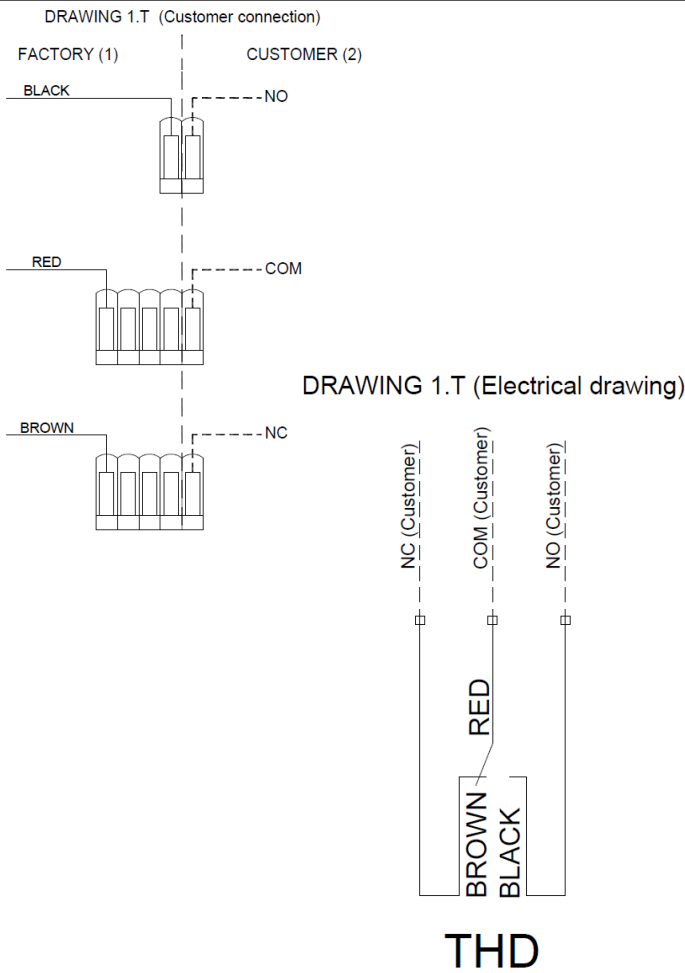 DRAWING 1.T (Customer connection)
FACTORY (1)
CUSTOMER (2)
BLACK
NO
RED
COM
BROWN
NC
DRAWING 1.T (Electrical drawing)
NC (Customer)
COM (Customer)
NO (Customer)
RED
BROWN
BLACK
THD